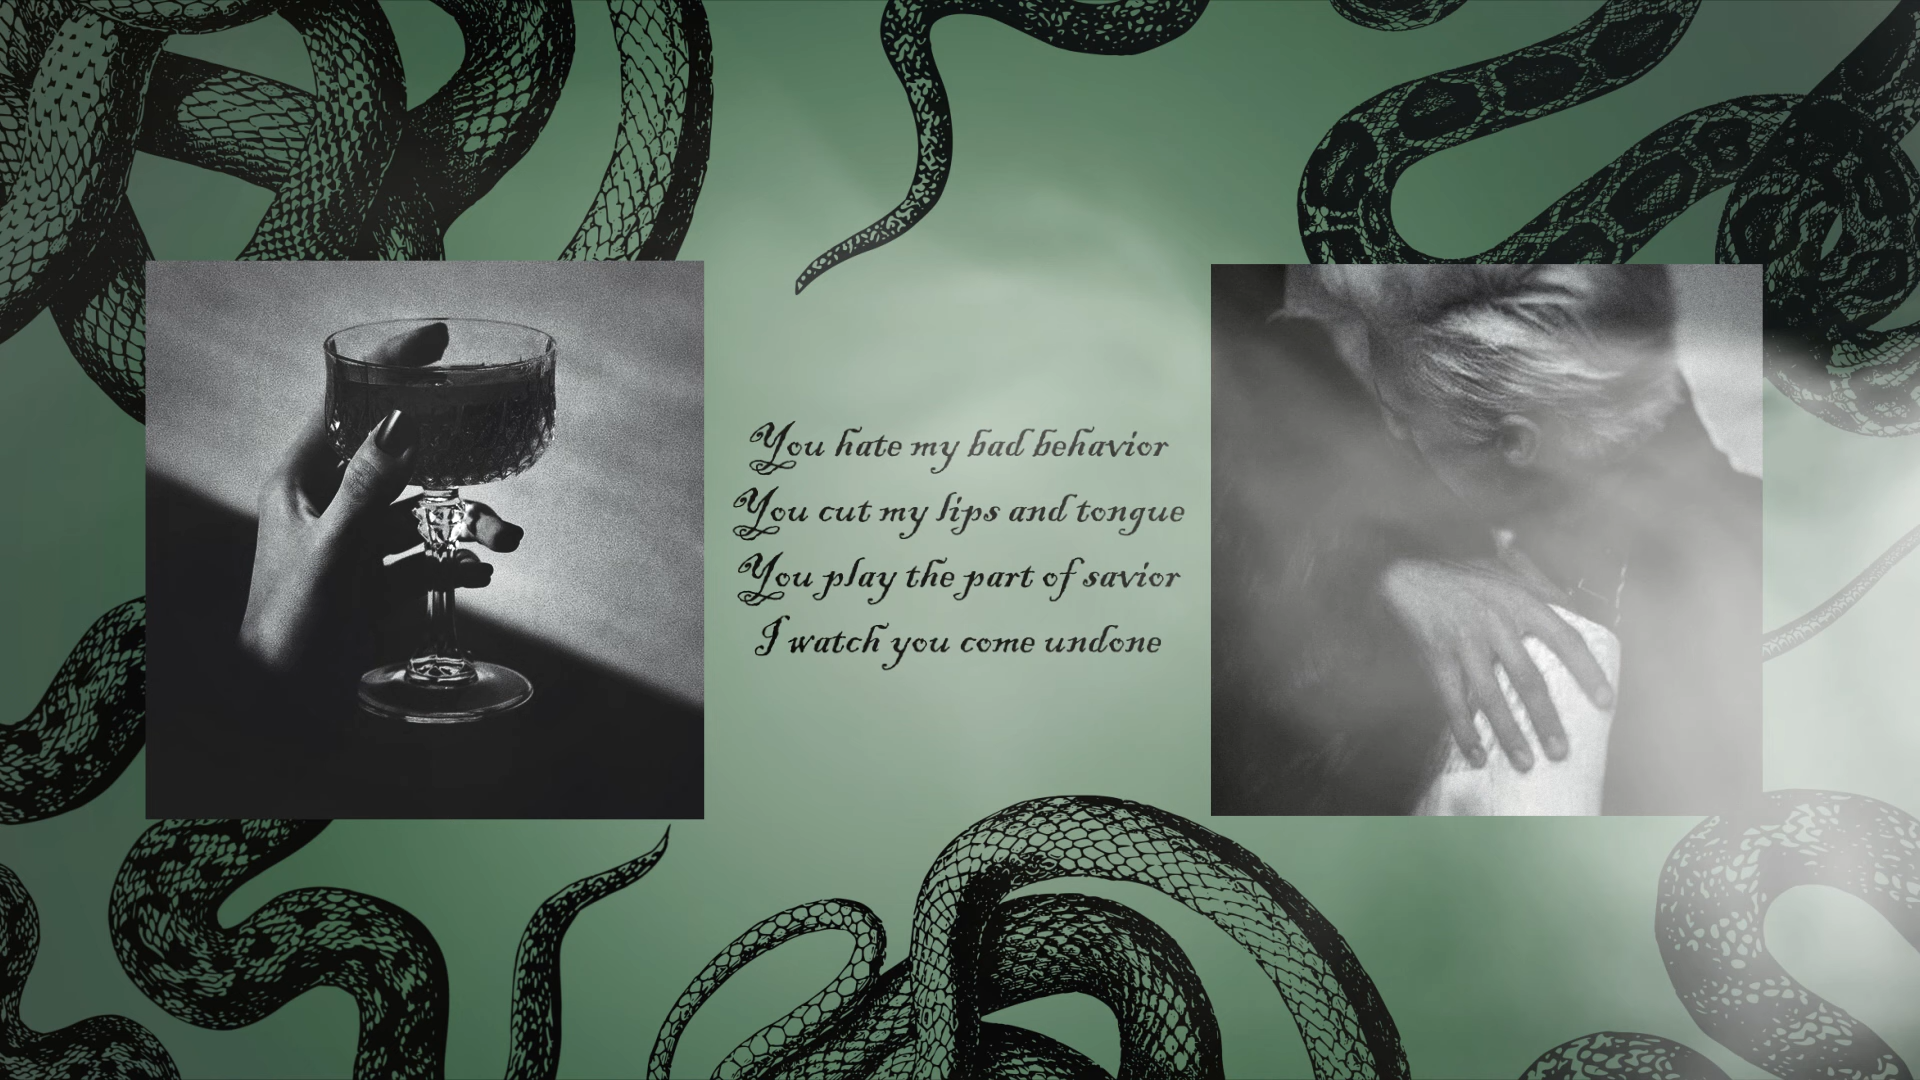 You hate my bad behavior
You cut my lips and tongue
You play the part of savior
I watch you come undone